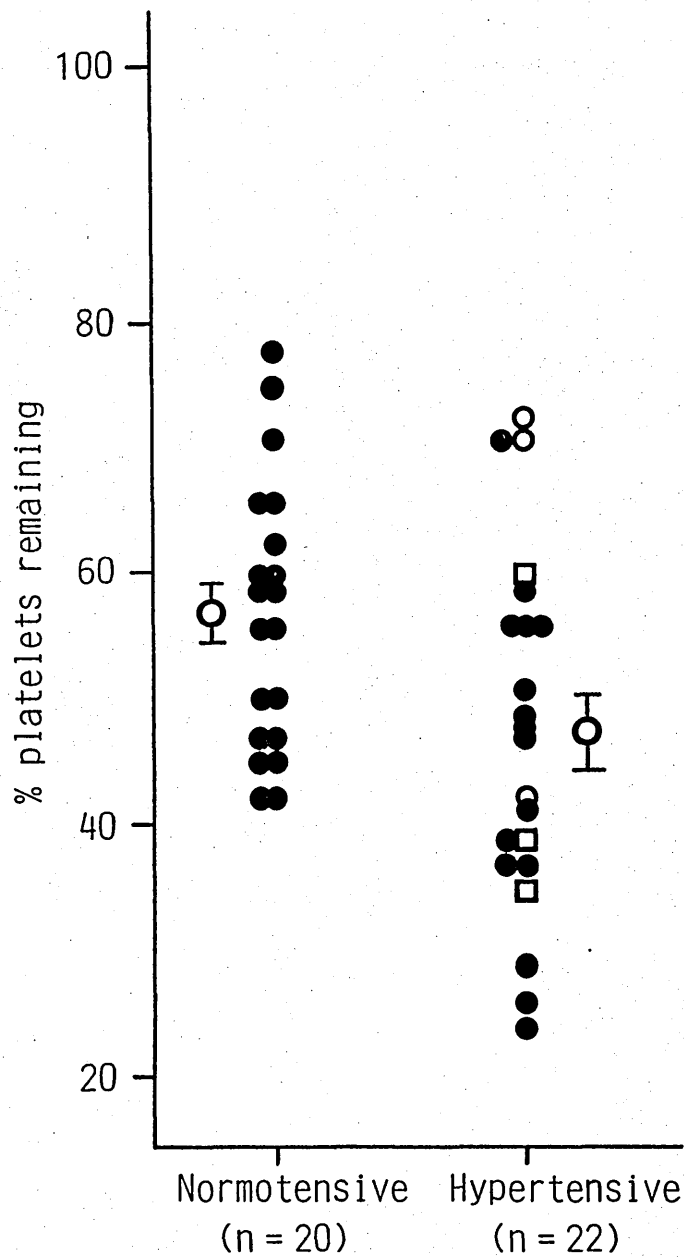 % platelets remaining
100
80
60
40
20
Normotensive Hypertensive
(n = 20) (n = 22)